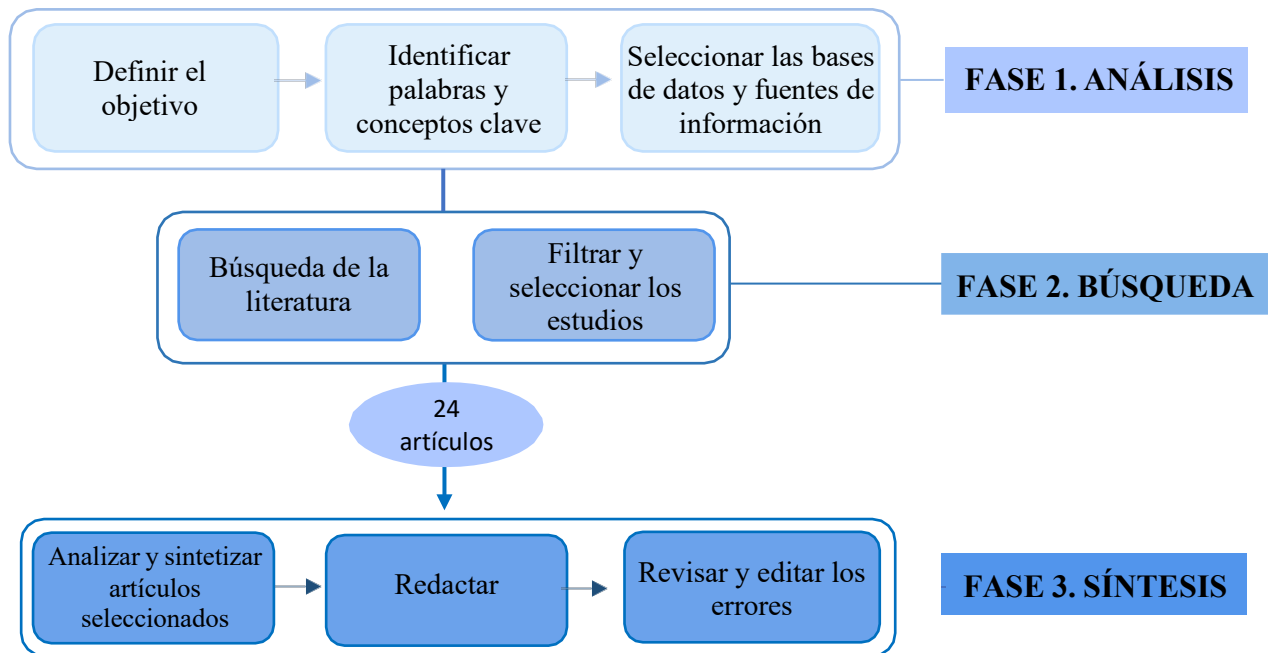 Definir el
objetivo
Identificar
palabras y
conceptos clave
Seleccionar las bases
de datos y fuentes de
información
FASE 1. ANÁLISIS
Búsqueda de la
literatura
Filtrar y
seleccionar los
estudios
FASE 2. BÚSQUEDA
24
artículos
Analizar y sintetizar
artículos
seleccionados
Redactar
Revisar y editar los
errores
FASE 3. SÍNTESIS